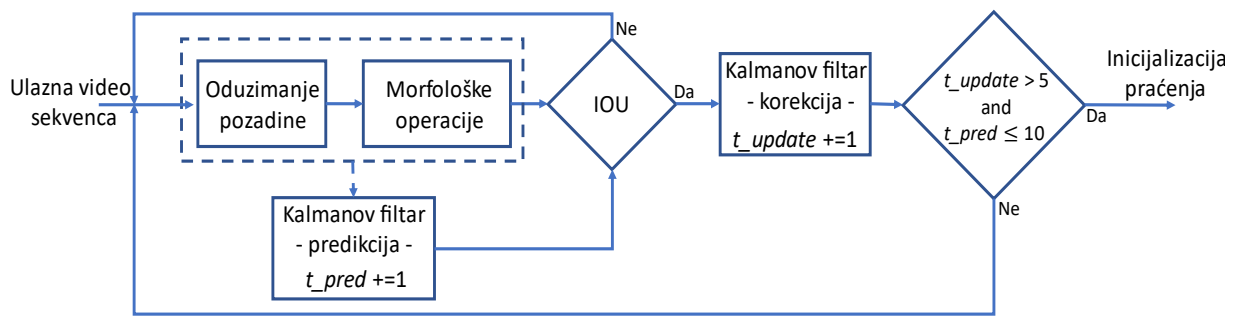 Ne
Ulazna video
sekvenca
Oduzimanje
pozadine
Morfološke
operacije
IOU
Da
Kalmanov filtar
- korekcija -
t_update +=1
t_update > 5
and
t_pred ≤ 10
Da
Inicijalizacija
praćenja
Kalmanov filtar
- predikcija -
t_pred +=1
Ne